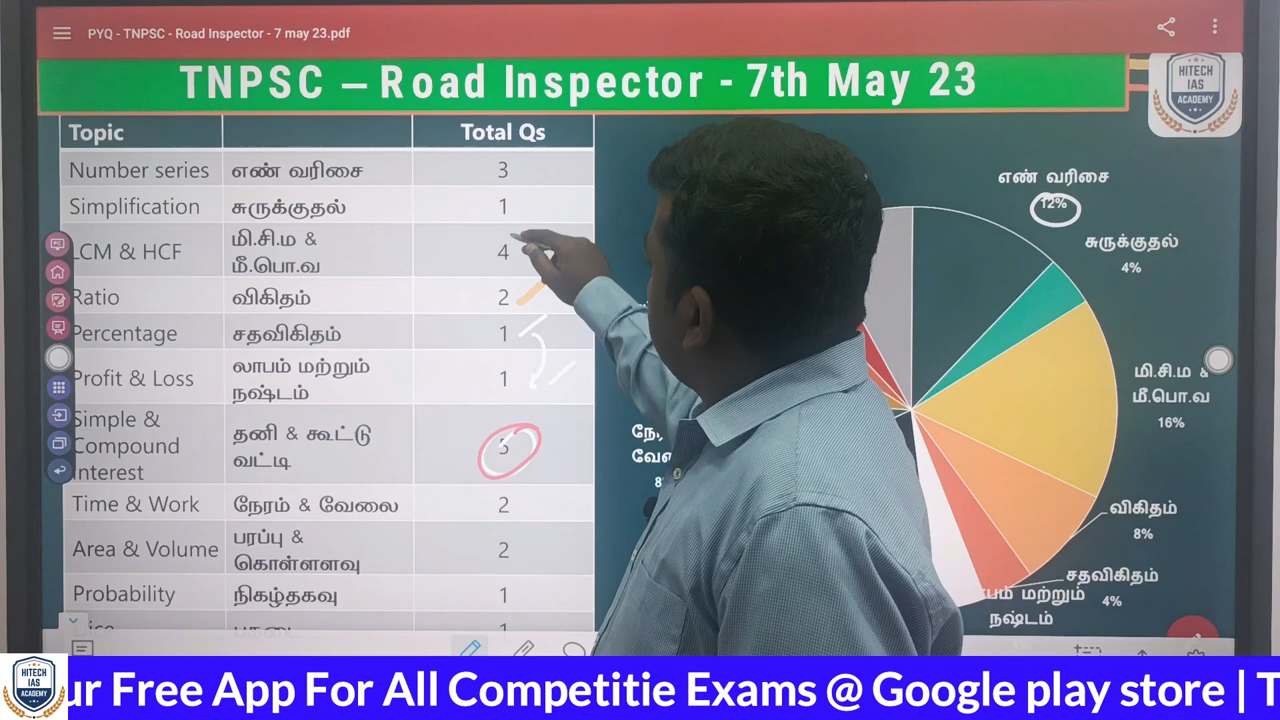 PYQ - TNPSC - Road Inspector - 7 may 23.pdf
TNPSC – Road Inspector - 7th May 23
HITECH
IAS
ACADEMY
Topic Total Qs
Number series எண் வரிசை 3
Simplification சுருக்குதல் 1
LCM & HCF மி.சி.ம &
மீ.பொ.வ 4
Ratio விகிதம் 2
Percentage சதவிகிதம் 1
Profit & Loss லாபம் மற்றும்
நஷ்டம் 1
Simple &
Compound
Interest
தனி & கூட்டு
வட்டி
Time & Work நேரம் & வேலை 2
Area & Volume பரப்பு &
கொள்ளளவு 2
Probability நிகழ்தகவு 1
எண் வரிசை
12%
சுருக்குதல்
4%
மி.சி.ம &
மீ.பொ.வ
16%
விகிதம்
8%
சதவிகிதம்
4%
மற்றும்
நஷ்டம்
HITECH
IAS
ACADEMY
ur Free App For All Competitie Exams @ Google play store | T